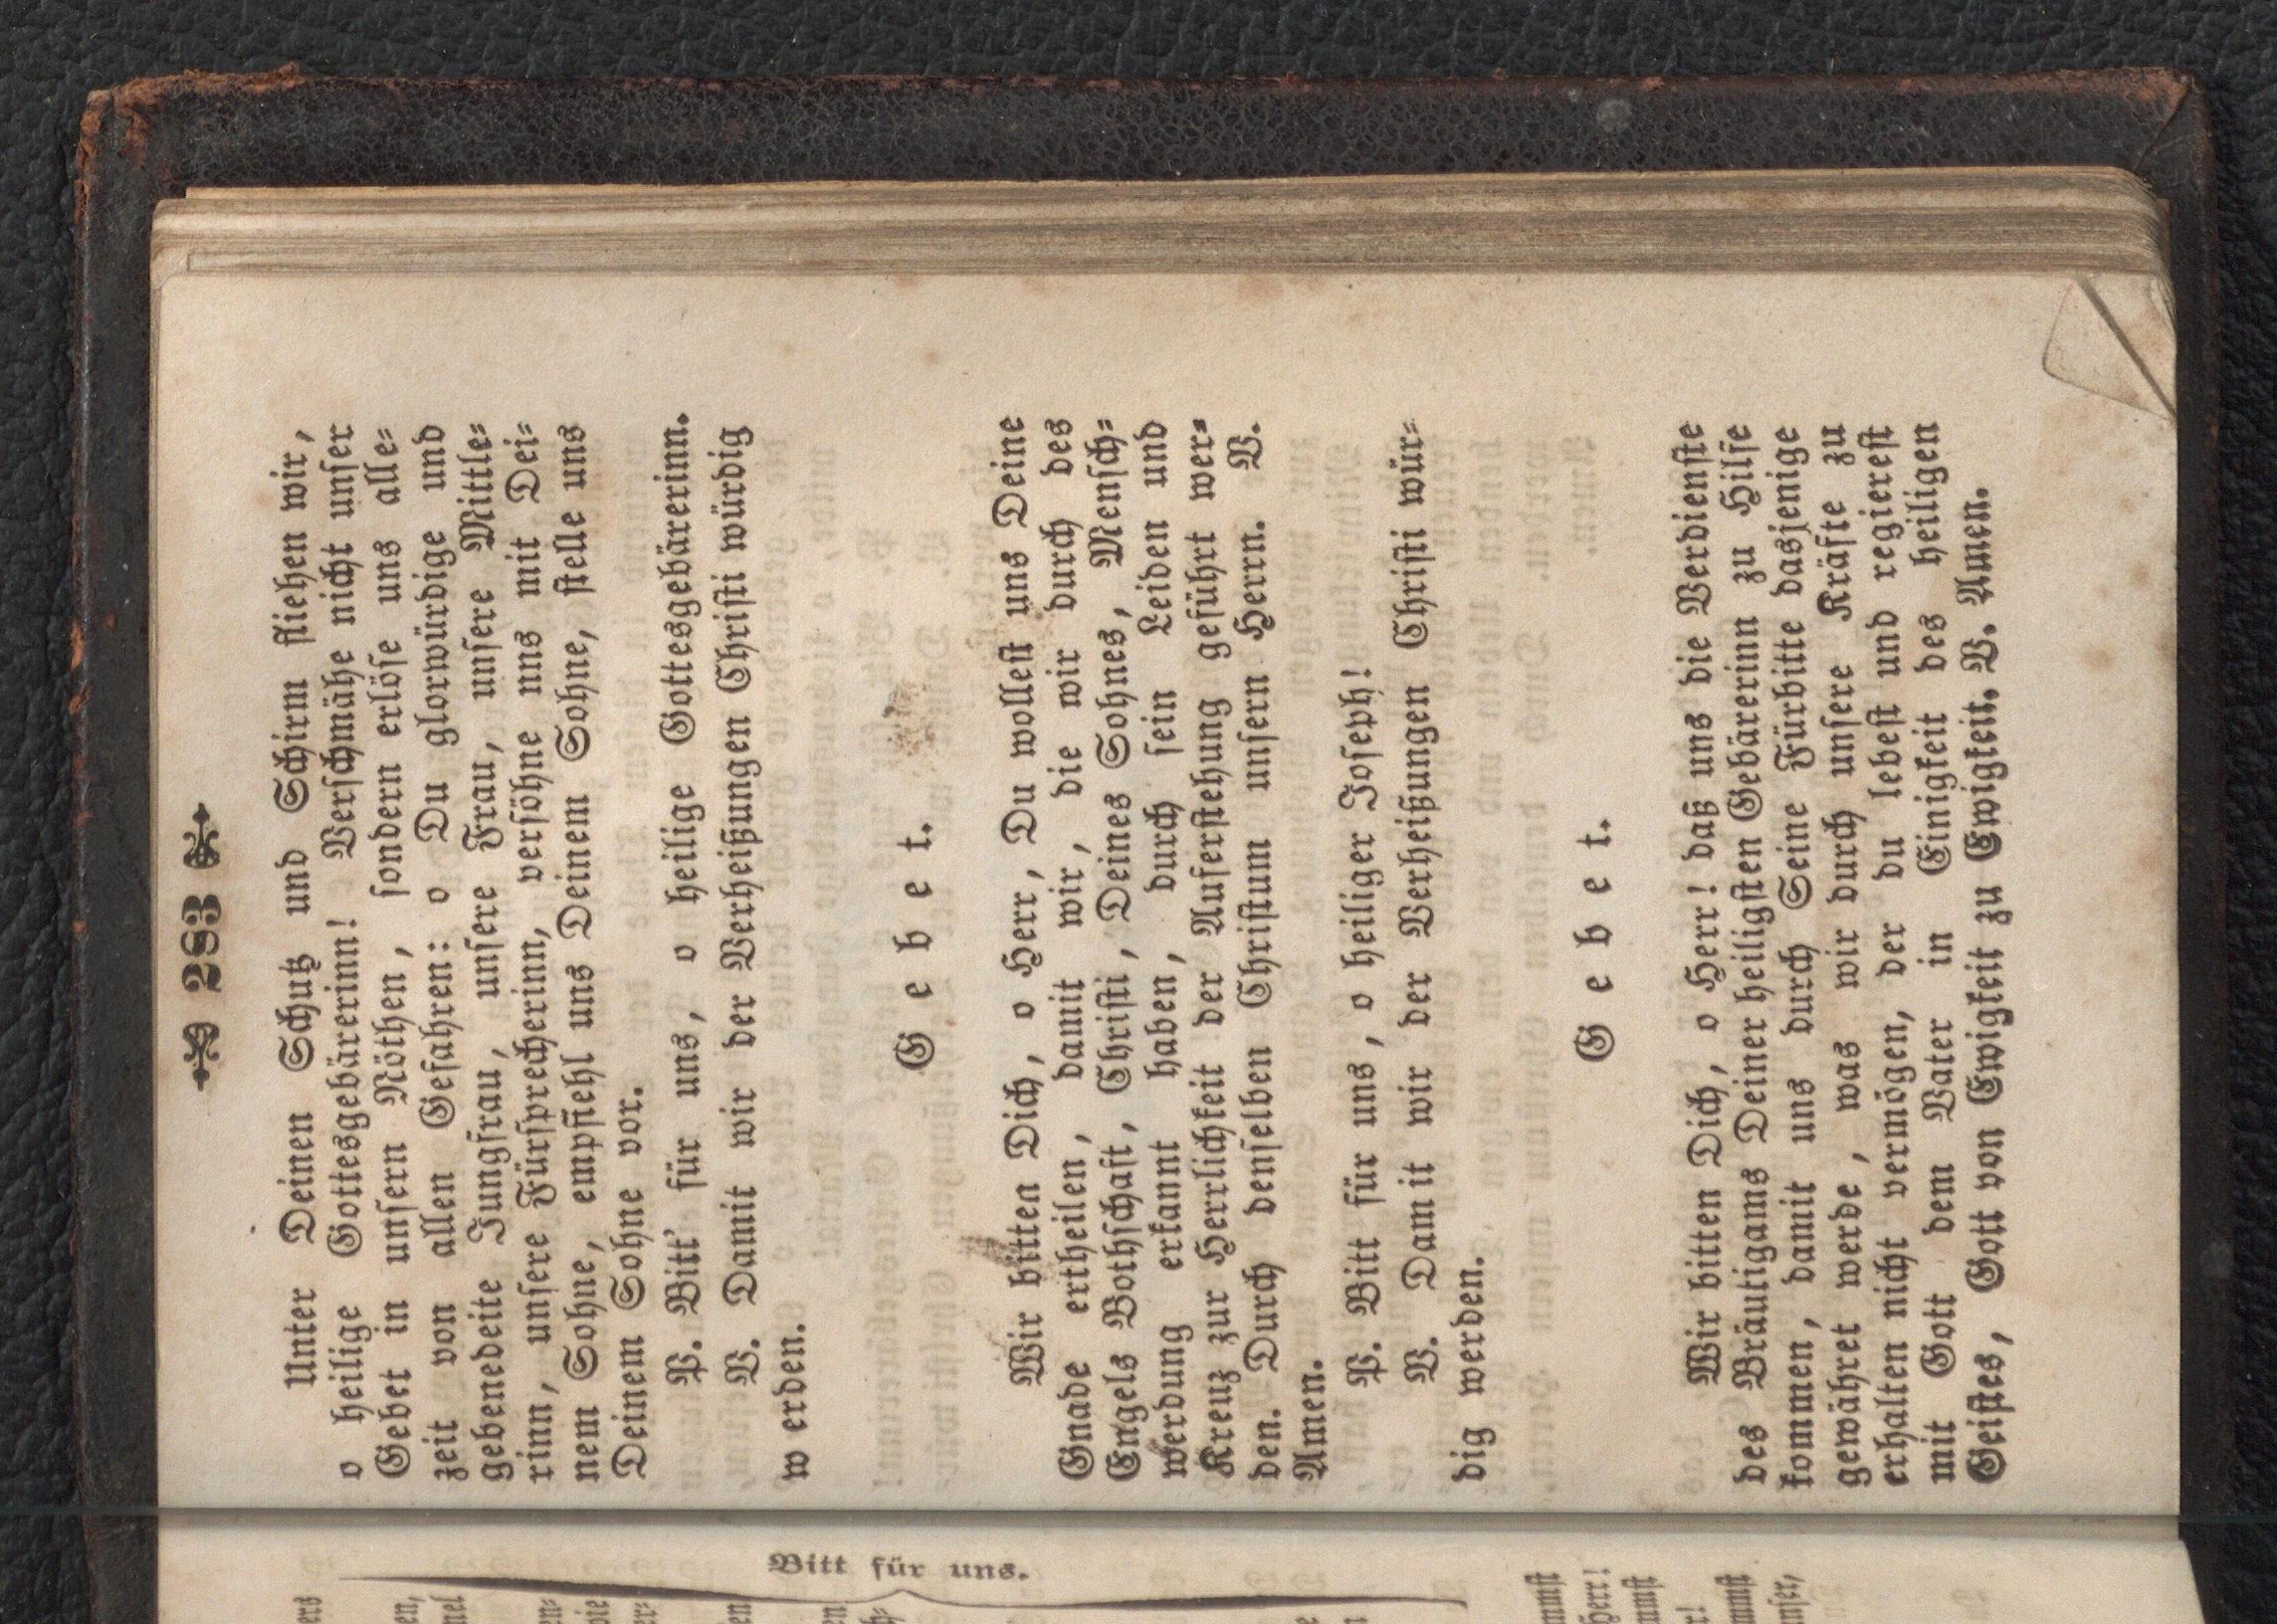 283
Unter Deinen Schutz und Schirm fliehen wir,
o heilige Gottesgebärerinn! Verschmähe nicht unser
Gebet in unsern Nöthen, sondern erlöse uns alle=
zeit von allen Gefahren: o Du glorwürdige und
gebenedeite Jungfrau, unsere Frau, unsere Mittle=
rinn, unsere Fürsprecherinn, versöhne uns mit Dei=
nem Sohne, empfiehl uns Deinem Sohne, stelle uns
Deinem Sohne vor.
P. Bitt' für uns, o heilige Gottesgebärerinn.
V. Damit wir der Verheißungen Christi würdig
werden.
Gebet.
Wir bitten Dich, o Herr, Du wollest uns Deine
Gnade ertheilen, damit wir, die wir durch des
Engels Bothschaft, Christi, Deines Sohnes, Mensch=
werdung erkannt haben, durch sein Leiden und
Kreuz zur Herrlichkeit der Auferstehung geführt wer=
den. Durch denselben Christum unsern Herrn. V.
Amen.
P. Bitt für uns, o heiliger Joseph!
V. Damit wir der Verheißungen Christi wür=
dig werden.
Gebet.
Wir bitten Dich, o Herr! daß uns die Verdienste
des Bräutigams Deiner heiligsten Gebärerinn zu Hilfe
kommen, damit uns durch Seine Fürbitte dasjenige
gewähret werde, was wir durch unsere Kräfte zu
erhalten nicht vermögen, der du lebest und regierest
mit Gott dem Vater in Einigkeit des heiligen
Geistes, Gott von Ewigkeit zu Ewigkeit. V. Amen.
Bitt für uns.